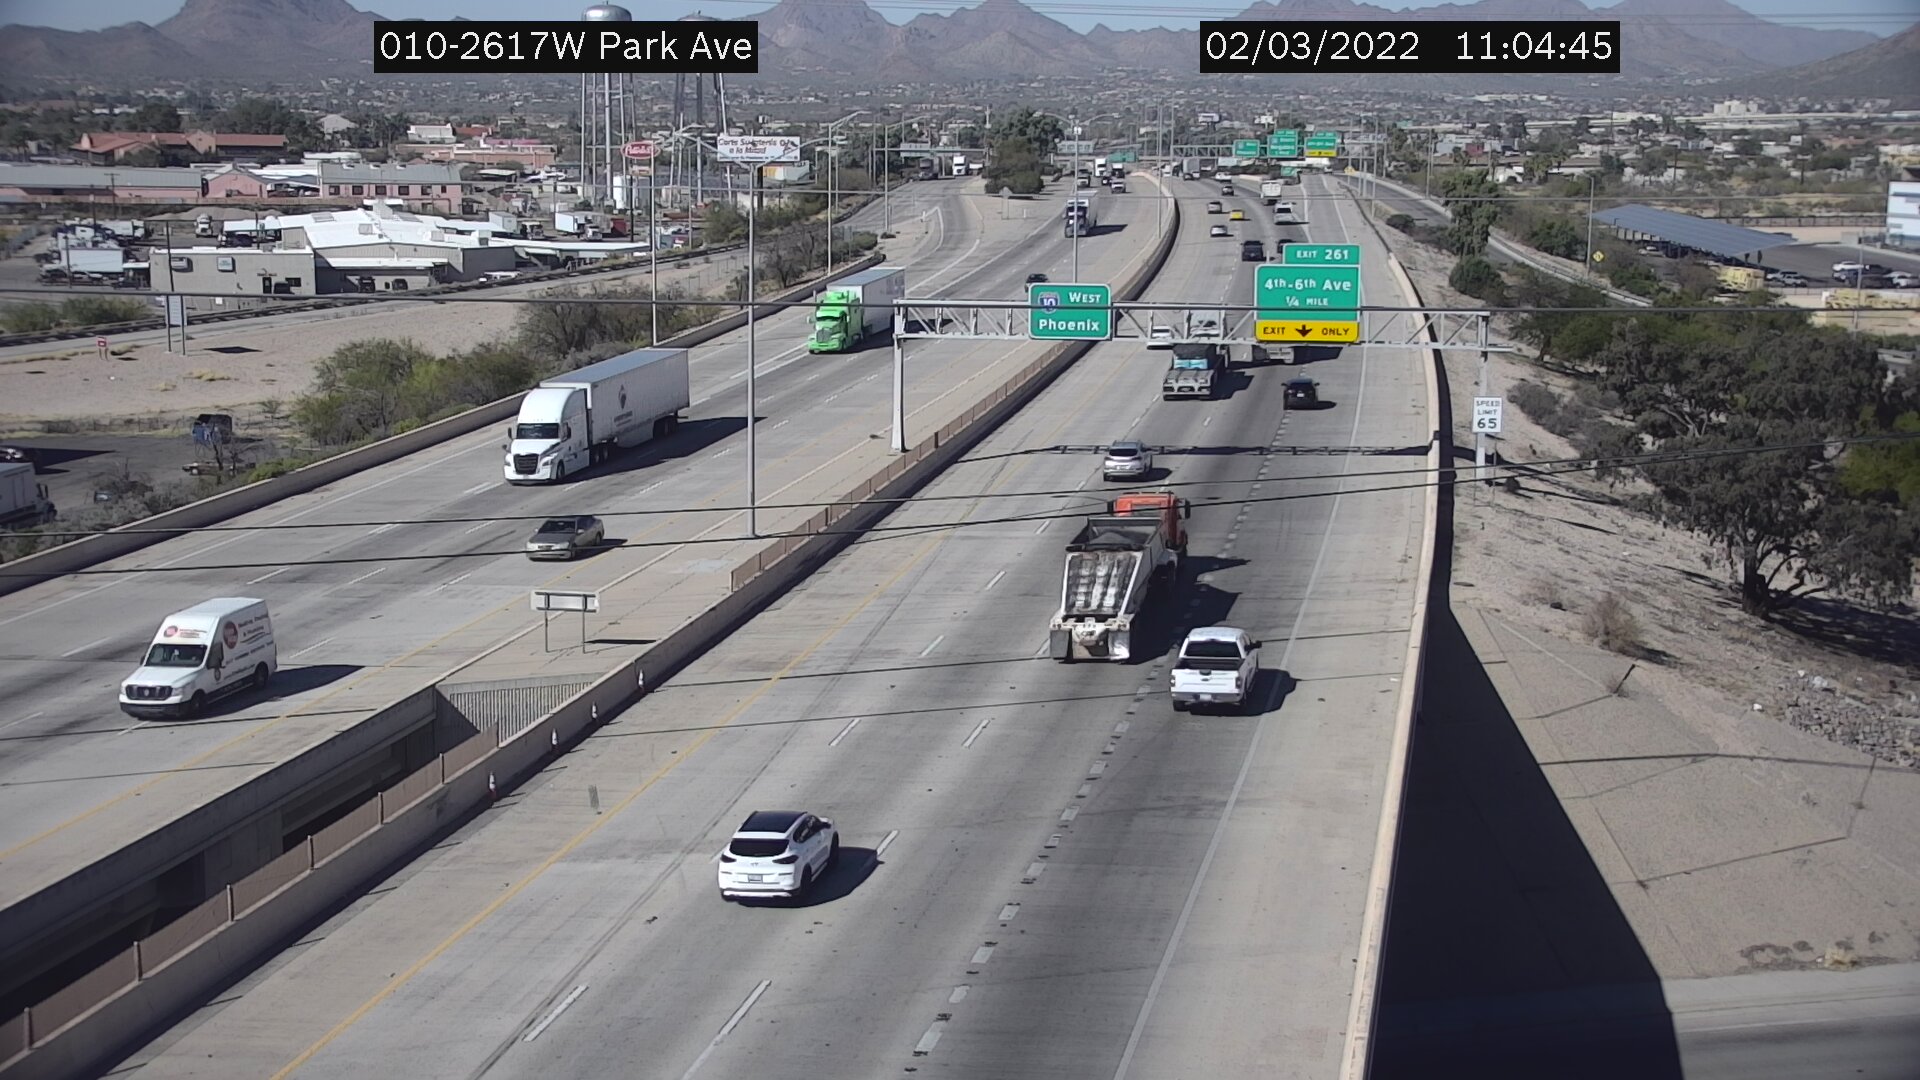 010-2617W Park Ave
02/03/2022 11:04:45
EXIT 261
4th-6th Ave
1/4 MILE
EXIT ONLY
WEST
10
Phoenix
SPEED
LIMIT
65